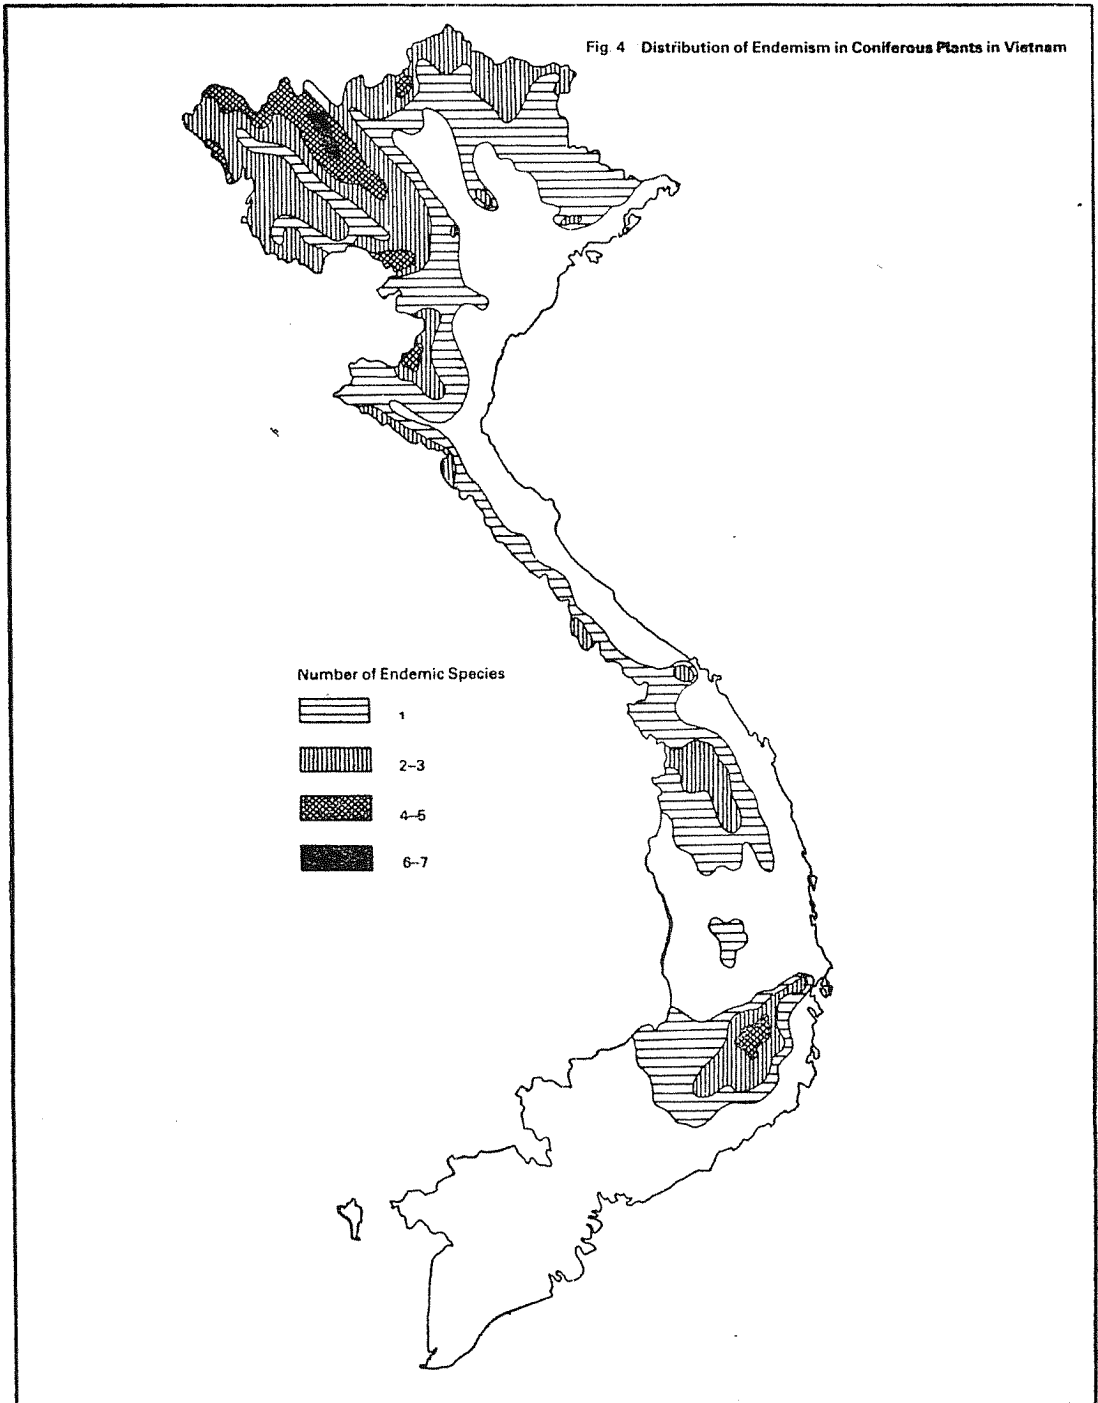 Fig. 4 Distribution of Endemism in Coniferous Plants in Vietnam
Number of Endemic Species
1
2–3
4–5
6–7